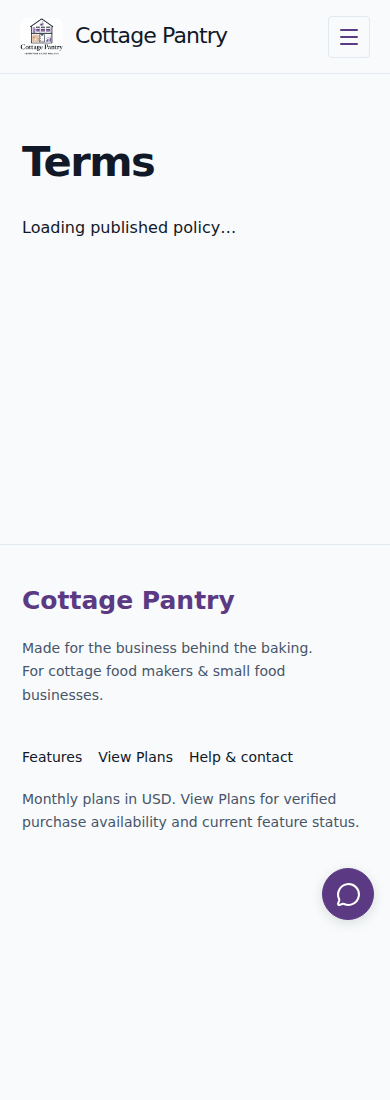 Cottage Pantry
Cottage Pantry
Terms
Loading published policy…
Cottage Pantry
Made for the business behind the baking.
For cottage food makers & small food
businesses.
Features View Plans Help & contact
Monthly plans in USD. View Plans for verified
purchase availability and current feature status.